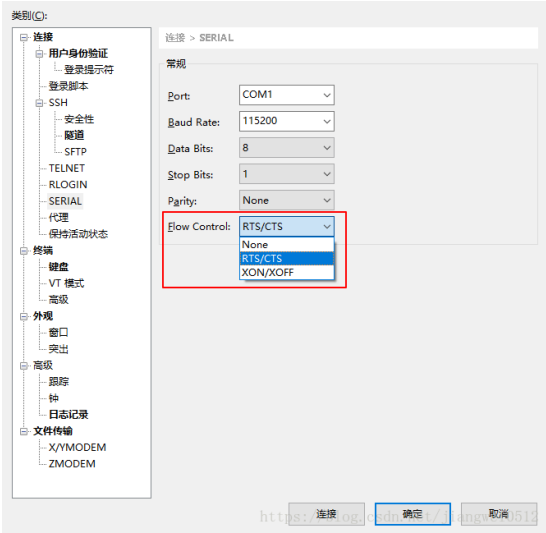 类别(C):
连接
用户身份验证
登录提示符
登录脚本
SSH
安全性
隧道
SFTP
TELNET
RLOGIN
SERIAL
代理
保持活动状态
终端
键盘
VT 模式
高级
外观
窗口
突出
高级
跟踪
钟
日志记录
文件传输
X/YMODEM
ZMODEM
连接 > SERIAL
常规
Port: COM1
Baud Rate: 115200
Data Bits: 8
Stop Bits: 1
Parity: None
Flow Control: RTS/CTS
None
RTS/CTS
XON/XOFF
连接 确定 取消